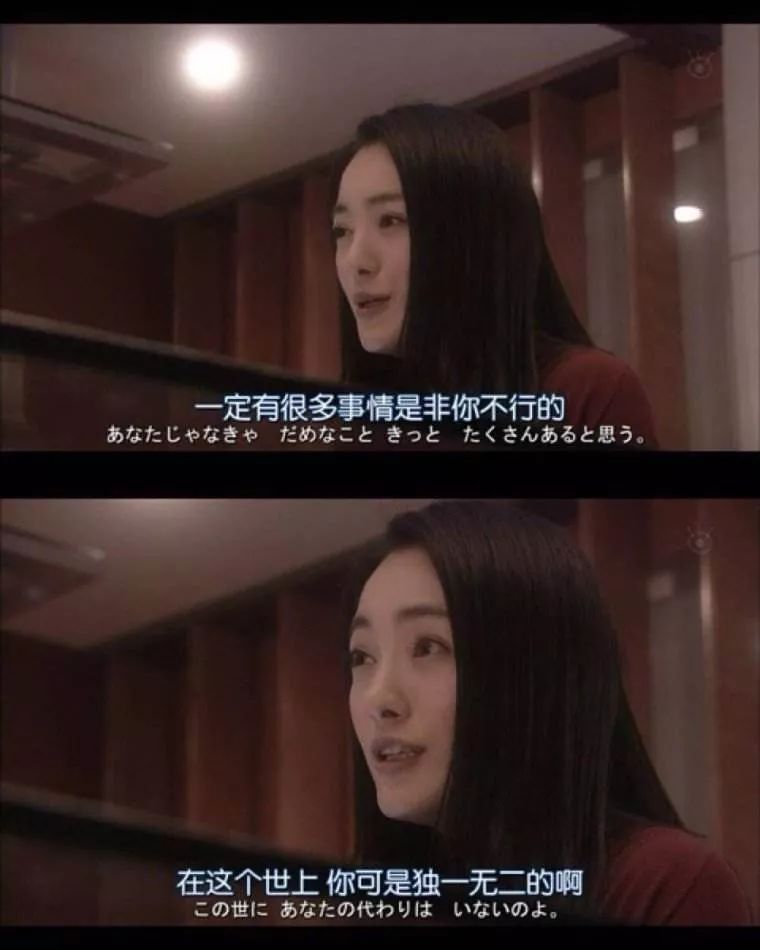 一定有很多事情是非你不行的
あなたじゃなきゃ だめなこと きっと たくさんあると思う。
在这个世上 你可是独一无二的啊
この世に あなたの代わりは いないのよ。